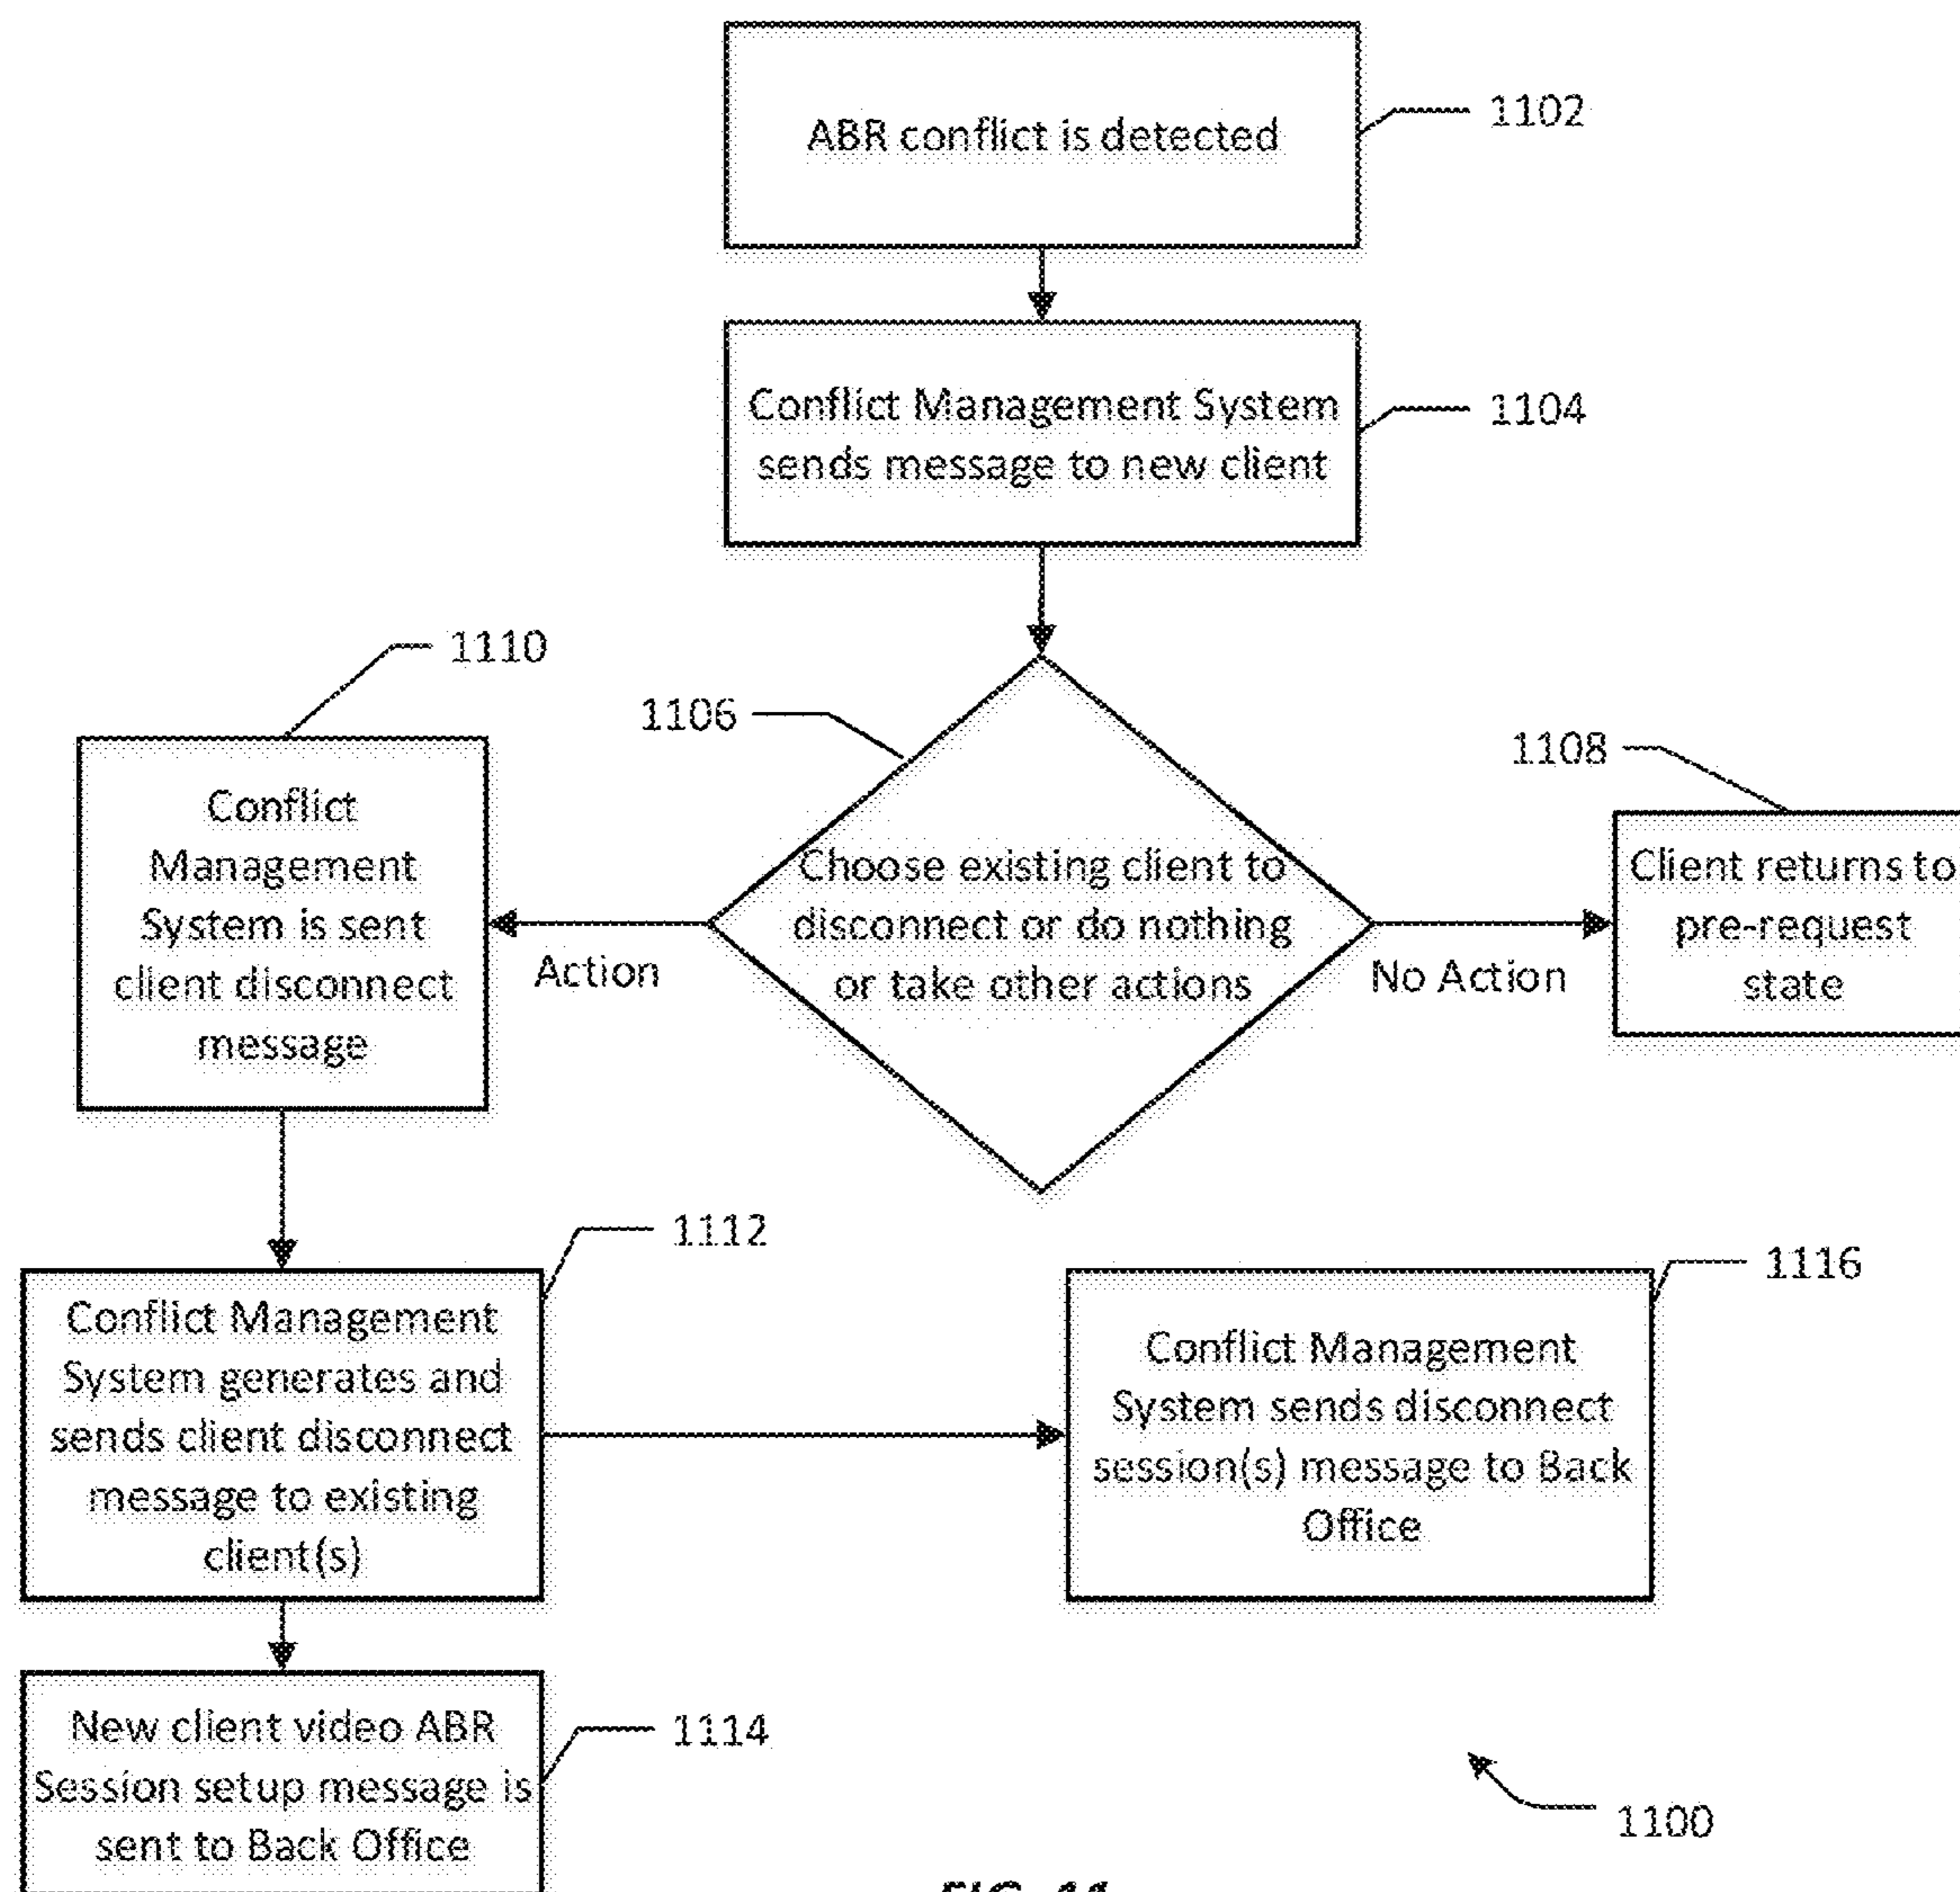 ABR conflict is detected
1102
Conflict Management System
sends message to new client
1104
1110
1106
1108
Conflict
Management
System is sent
client disconnect
message
Action
Choose existing client to
disconnect or do nothing
or take other actions
No Action
Client returns to
pre-request
state
1112
1116
Conflict Management
System generates and
sends client disconnect
message to existing
client(s)
Conflict Management
System sends disconnect
session(s) message to Back
Office
New client video ABR
Session setup message is
sent to Back Office
1114
1100
FIG. 11